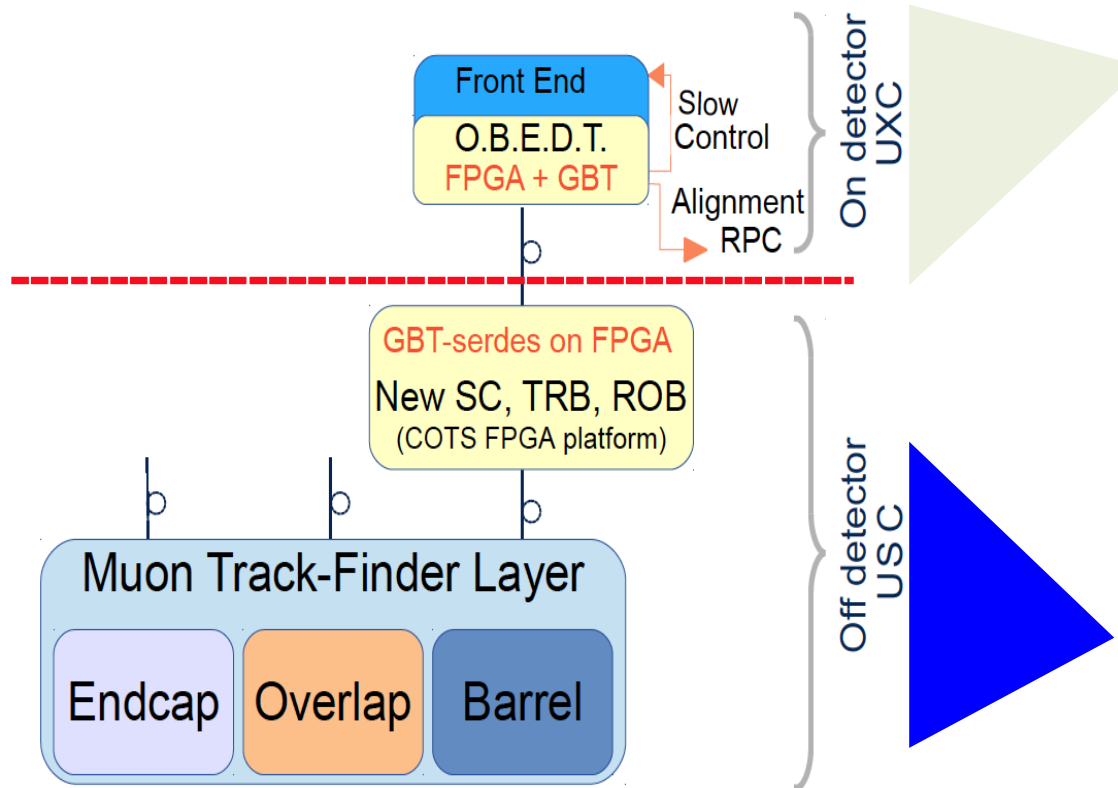 Front End
O.B.E.D.T.
FPGA + GBT
Slow
Control
Alignment
RPC
On detector
UXC
GBT-serdes on FPGA
New SC, TRB, ROB
(COTS FPGA platform)
Muon Track-Finder Layer
Endcap
Overlap
Barrel
Off detector
USC